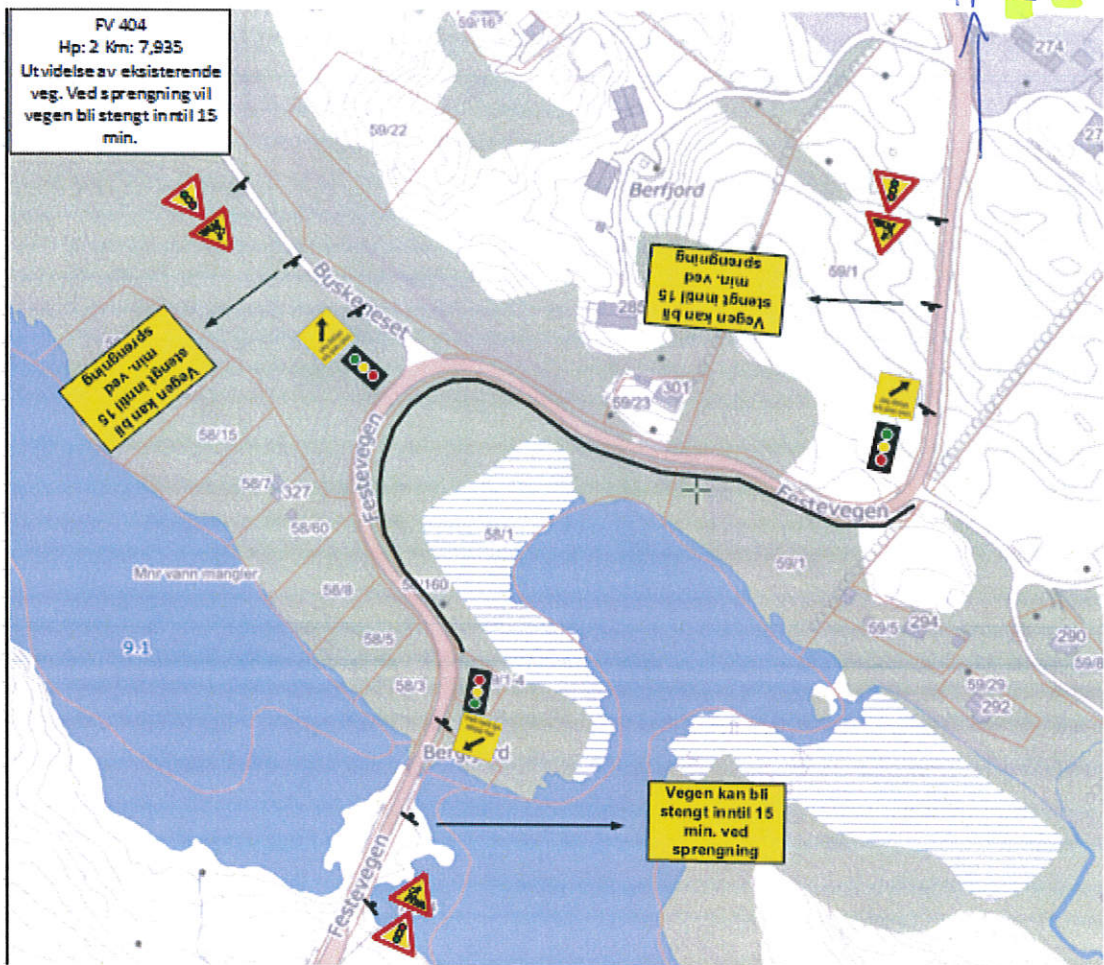 FV 404
Hp: 2 Km: 7,935
Utvidelse av eksisterende
veg. Ved sprengning vil
vegen bli stengt inntil 15
min.
59/16
274
59/22
Berfjord
59/1
Vegen kan bli
stengt inntil 15
min. ved
sprengning
285
Buskeneset
Vegen kan bli
stengt inntil 15
min. ved
sprengning
301
59/23
58/15
Festevegen
58/7
327
58/60
Festevegen
58/1
59/1
Mnr vann mangler
58/8
58/5
9.1
59/5
294
290
59/8
58/3
59/29
292
Bergfjord
Vegen kan bli
stengt inntil 15
min. ved
sprengning
Festevegen